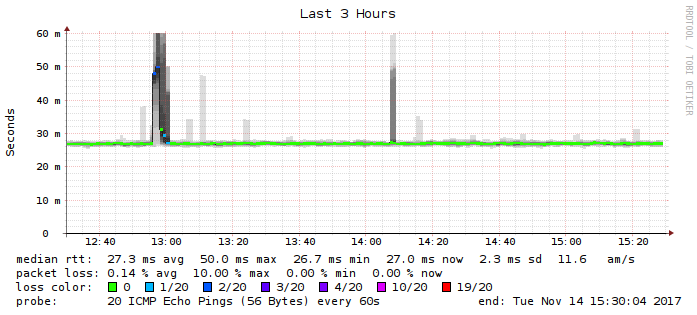 Last 3 Hours
RRDTOOL / TOBI OETIKER
Seconds
60 m
50 m
40 m
30 m
20 m
10 m
0
12:40 13:00 13:20 13:40 14:00 14:20 14:40 15:00 15:20
median rtt: 27.3 ms avg 50.0 ms max 26.7 ms min 27.0 ms now 2.3 ms sd 11.6 am/s
packet loss: 0.14 % avg 10.00 % max 0.00 % min 0.00 % now
loss color: 0 1/20 2/20 3/20 4/20 10/20 19/20
probe: 20 ICMP Echo Pings (56 Bytes) every 60s end: Tue Nov 14 15:30:04 2017